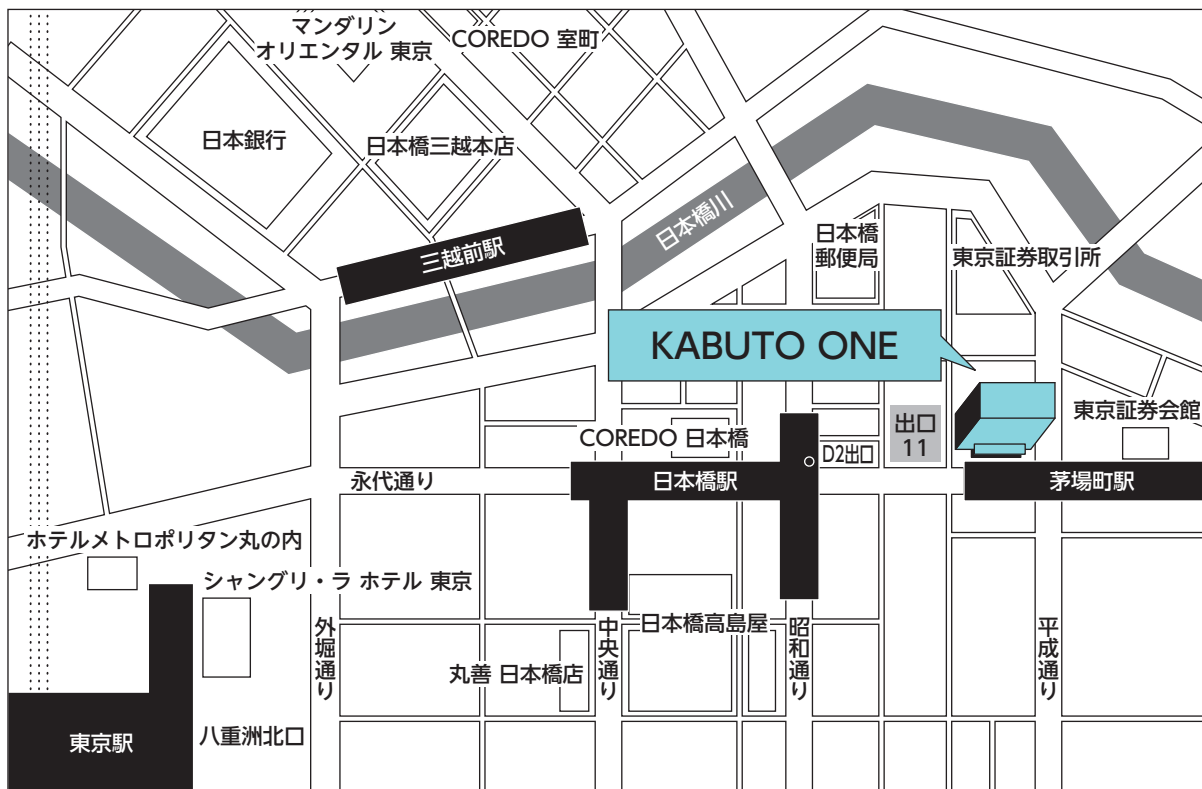 マンダリン
オリエンタル 東京
COREDO 室町
日本銀行
日本橋三越本店
日本橋川
三越前駅
日本橋
郵便局
東京証券取引所
KABUTO ONE
東京証券会館
出口
11
COREDO 日本橋
D2出口
永代通り
日本橋駅
茅場町駅
ホテルメトロポリタン丸の内
シャングリ・ラ ホテル 東京
外堀通り
中央通り
日本橋高島屋
昭和通り
平成通り
丸善 日本橋店
東京駅
八重洲北口